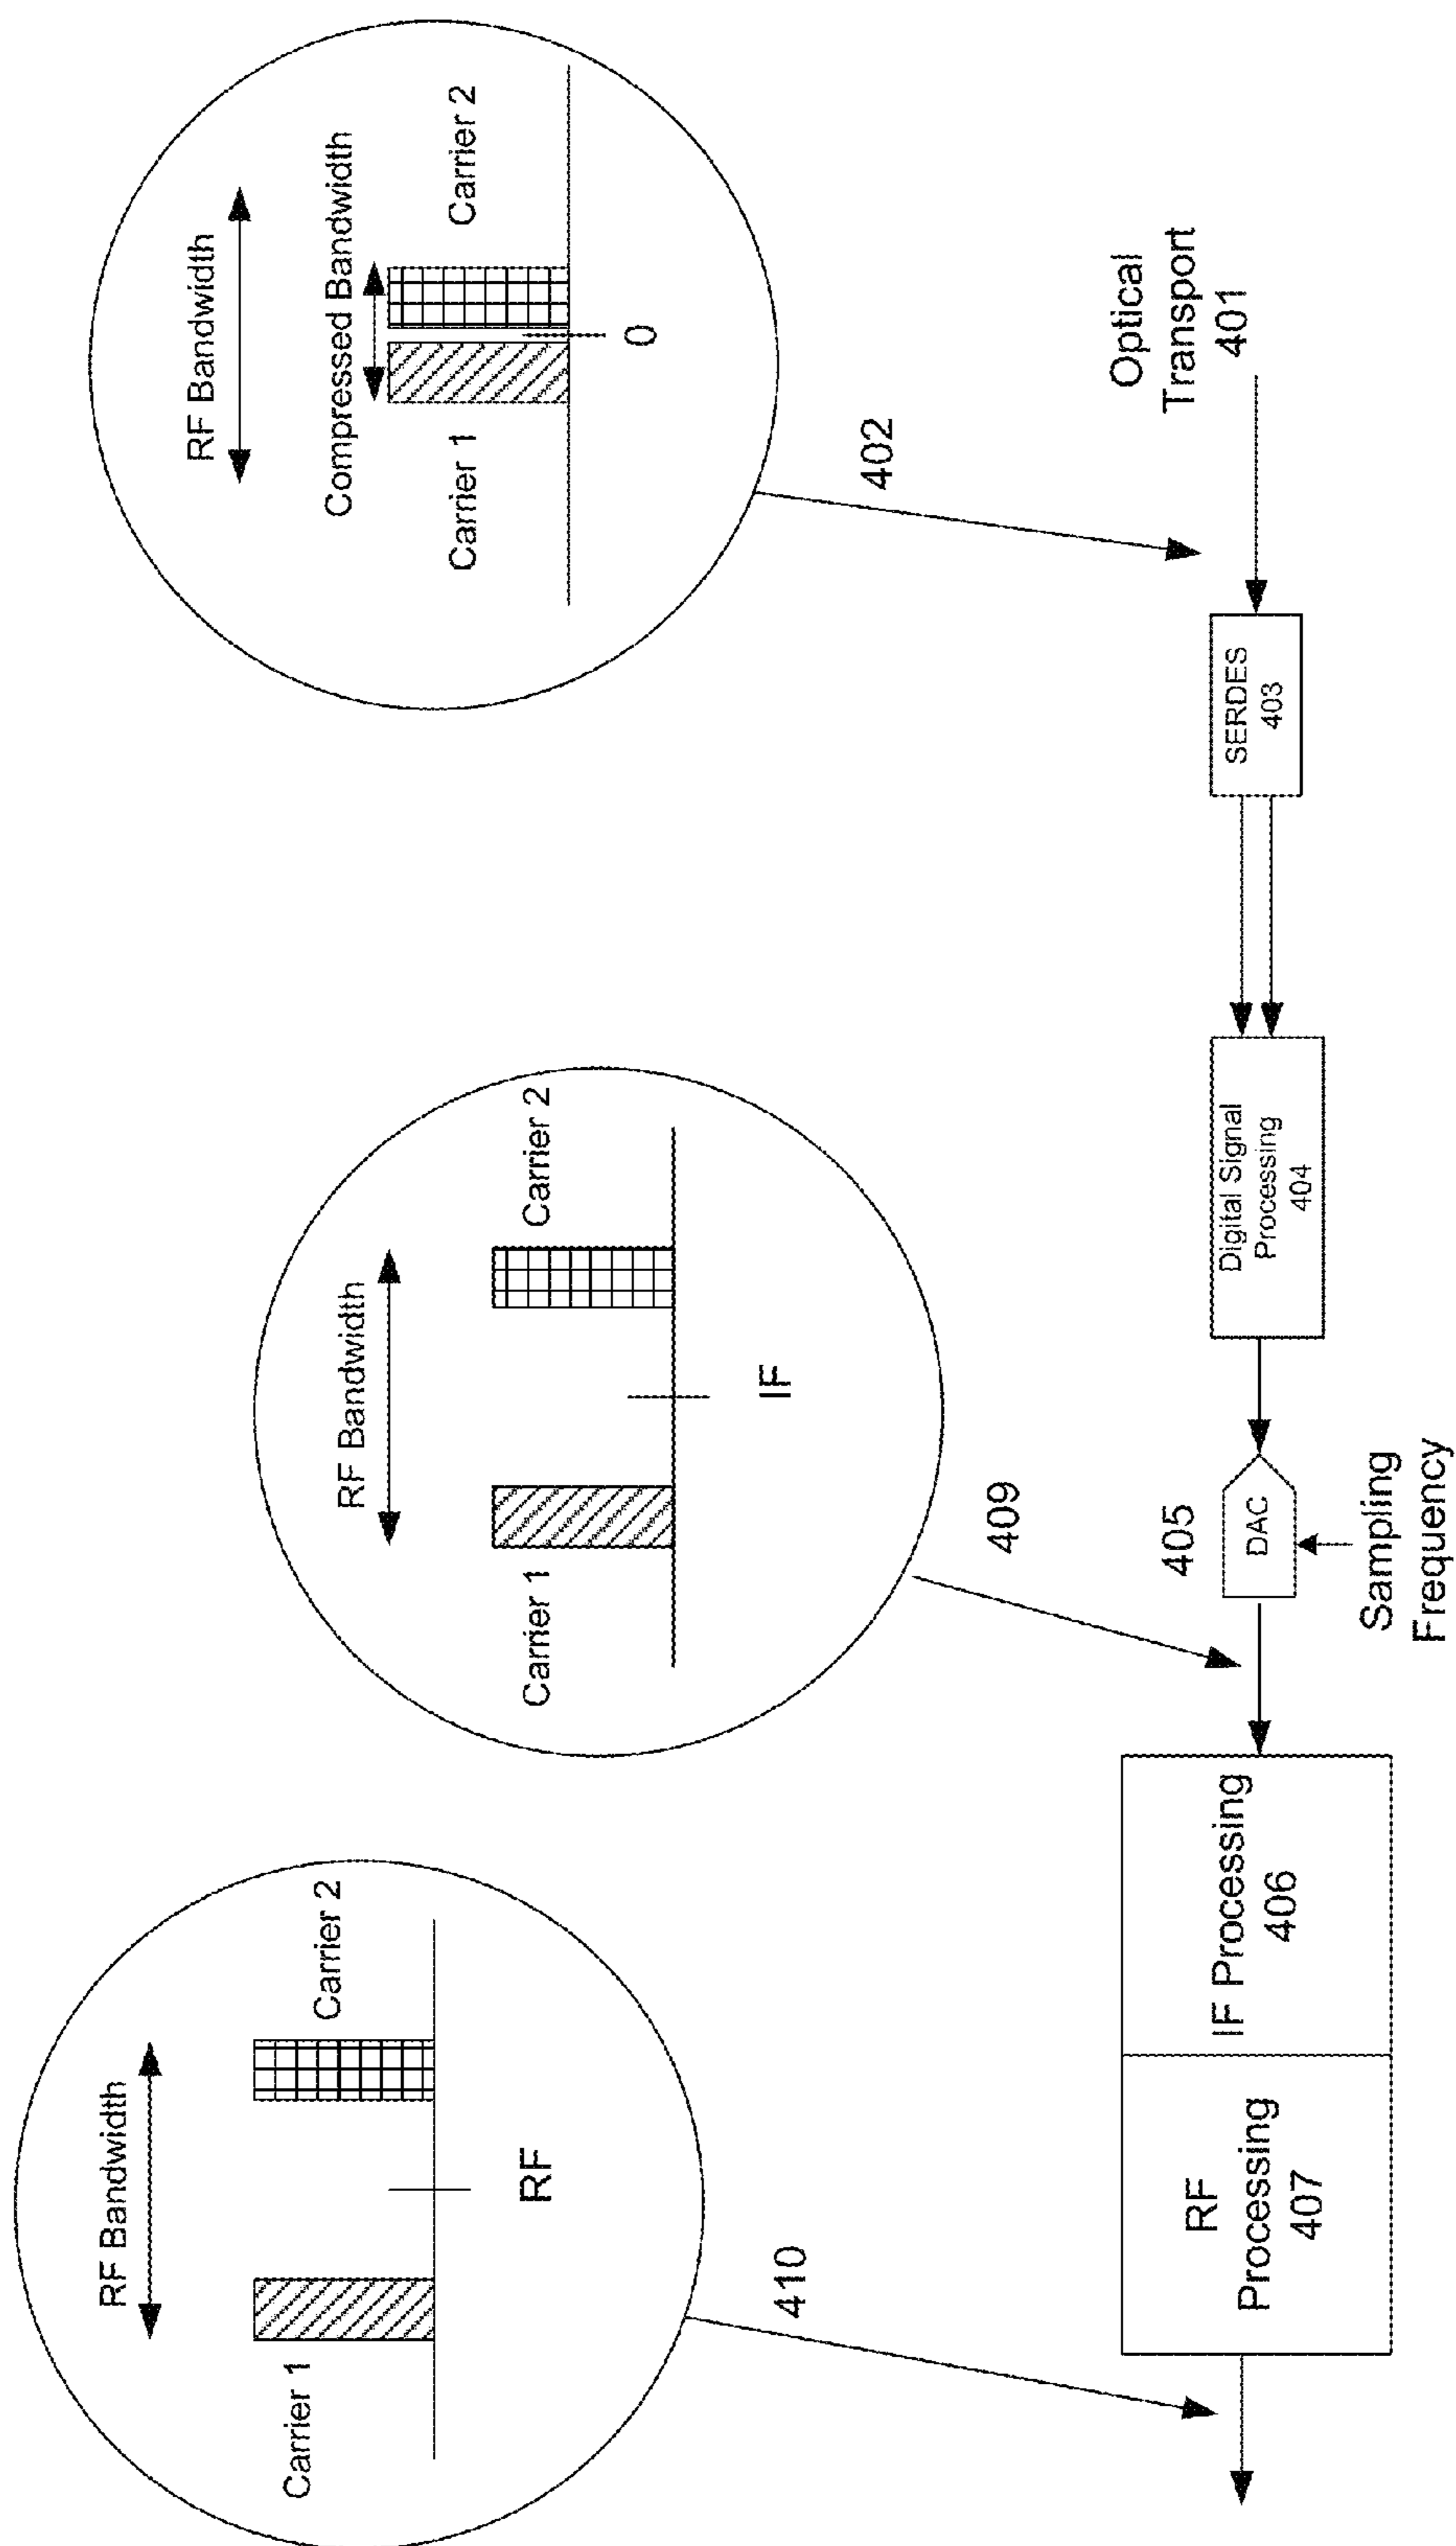 RF Bandwidth
Carrier 1
Carrier 2
RF
410
RF Bandwidth
Carrier 1
Carrier 2
IF
409
RF Bandwidth
Compressed Bandwidth
Carrier 1
Carrier 2
0
402
RF
Processing
407
IF Processing
406
405
DAC
Sampling
Frequency
Digital Signal
Processing
404
SERDES
403
Optical
Transport
401